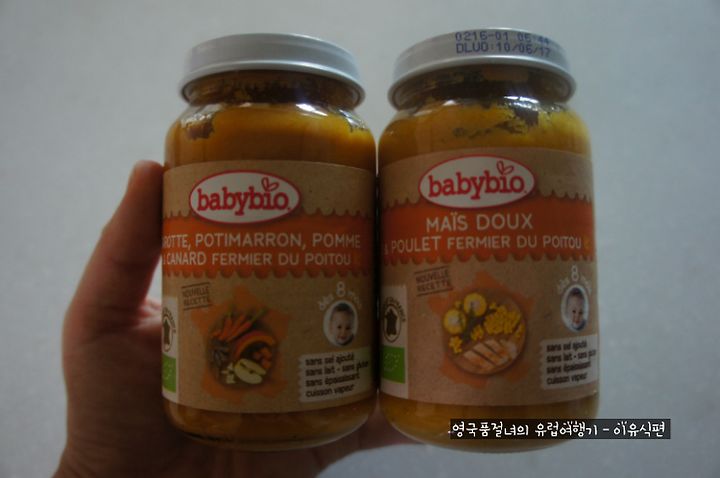 babybio
ROTTE, POTIMARRON, POMME
& CANARD FERMIER DU POITOU
NOUVELLE
RECETTE
dès 8 mois
sans sel ajouté
sans lait - sans gluten
sans épaississant
cuisson vapeur
0216-01 06:44
DLUO:10/06/17
babybio
MAÏS DOUX
& POULET FERMIER DU POITOU
NOUVELLE
RECETTE
dès 8 mois
sans sel ajouté
sans lait - sans glu
sans épaississant
cuisson vapeur
영국품절녀의 유럽여행기 - 이유식편